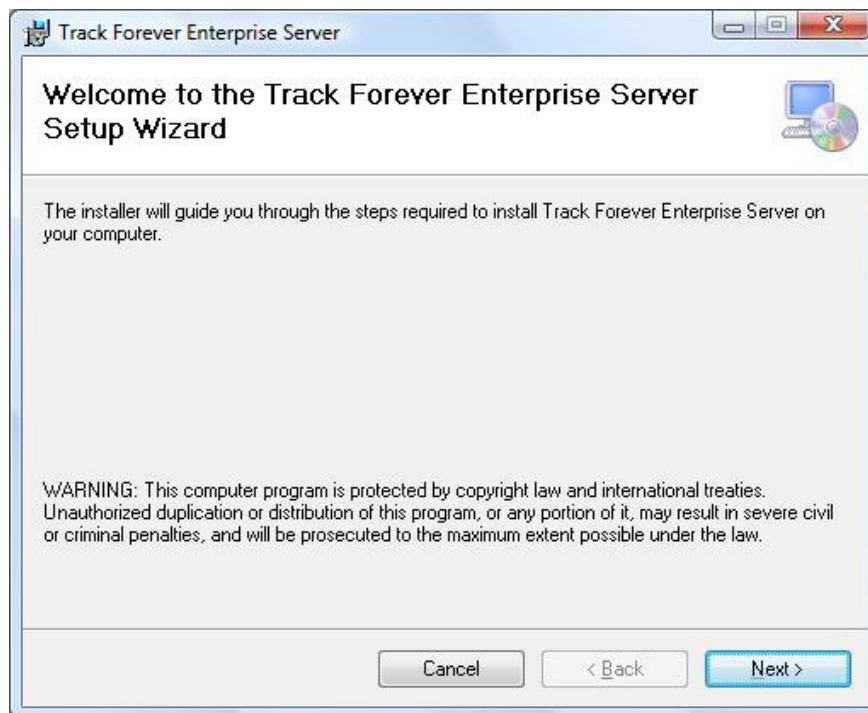 Track Forever Enterprise Server
Welcome to the Track Forever Enterprise Server
Setup Wizard
The installer will guide you through the steps required to install Track Forever Enterprise Server on
your computer.
WARNING: This computer program is protected by copyright law and international treaties.
Unauthorized duplication or distribution of this program, or any portion of it, may result in severe civil
or criminal penalties, and will be prosecuted to the maximum extent possible under the law.
Cancel < Back Next >